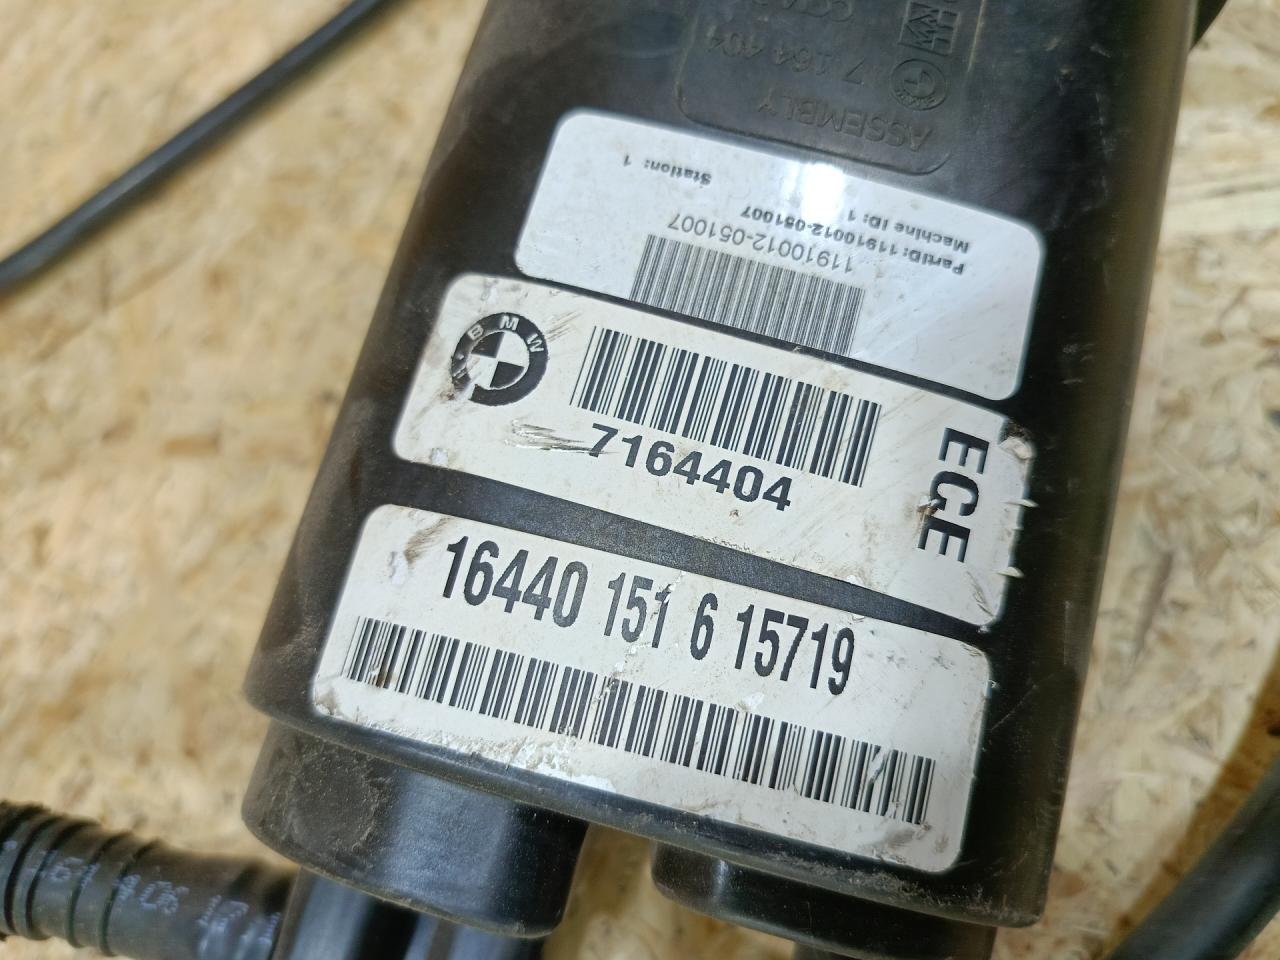 ASSEMBLY
7 164 404
PartID: 11910012-051007
Machine ID: 1
Station: 1
11910012-051007
BMW
7164404
EGE
16440 151 6 15719